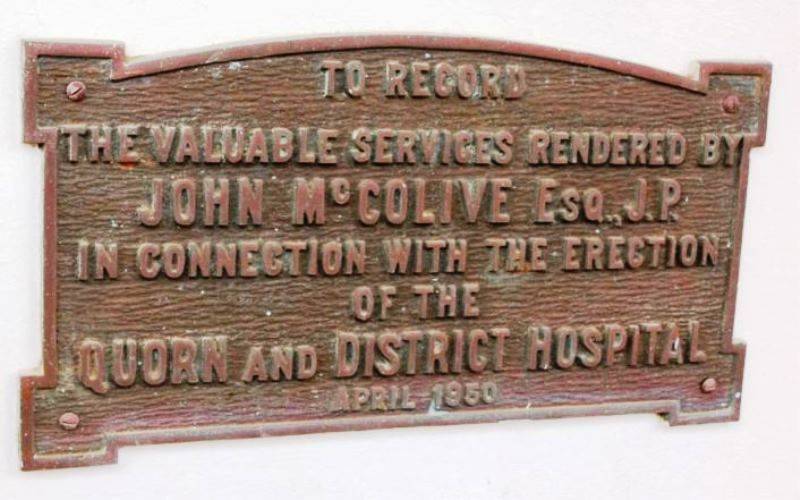 TO RECORD
THE VALUABLE SERVICES RENDERED BY
JOHN McCOLIVE ESQ., J.P.
IN CONNECTION WITH THE ERECTION
OF THE
QUORN AND DISTRICT HOSPITAL
APRIL 1950